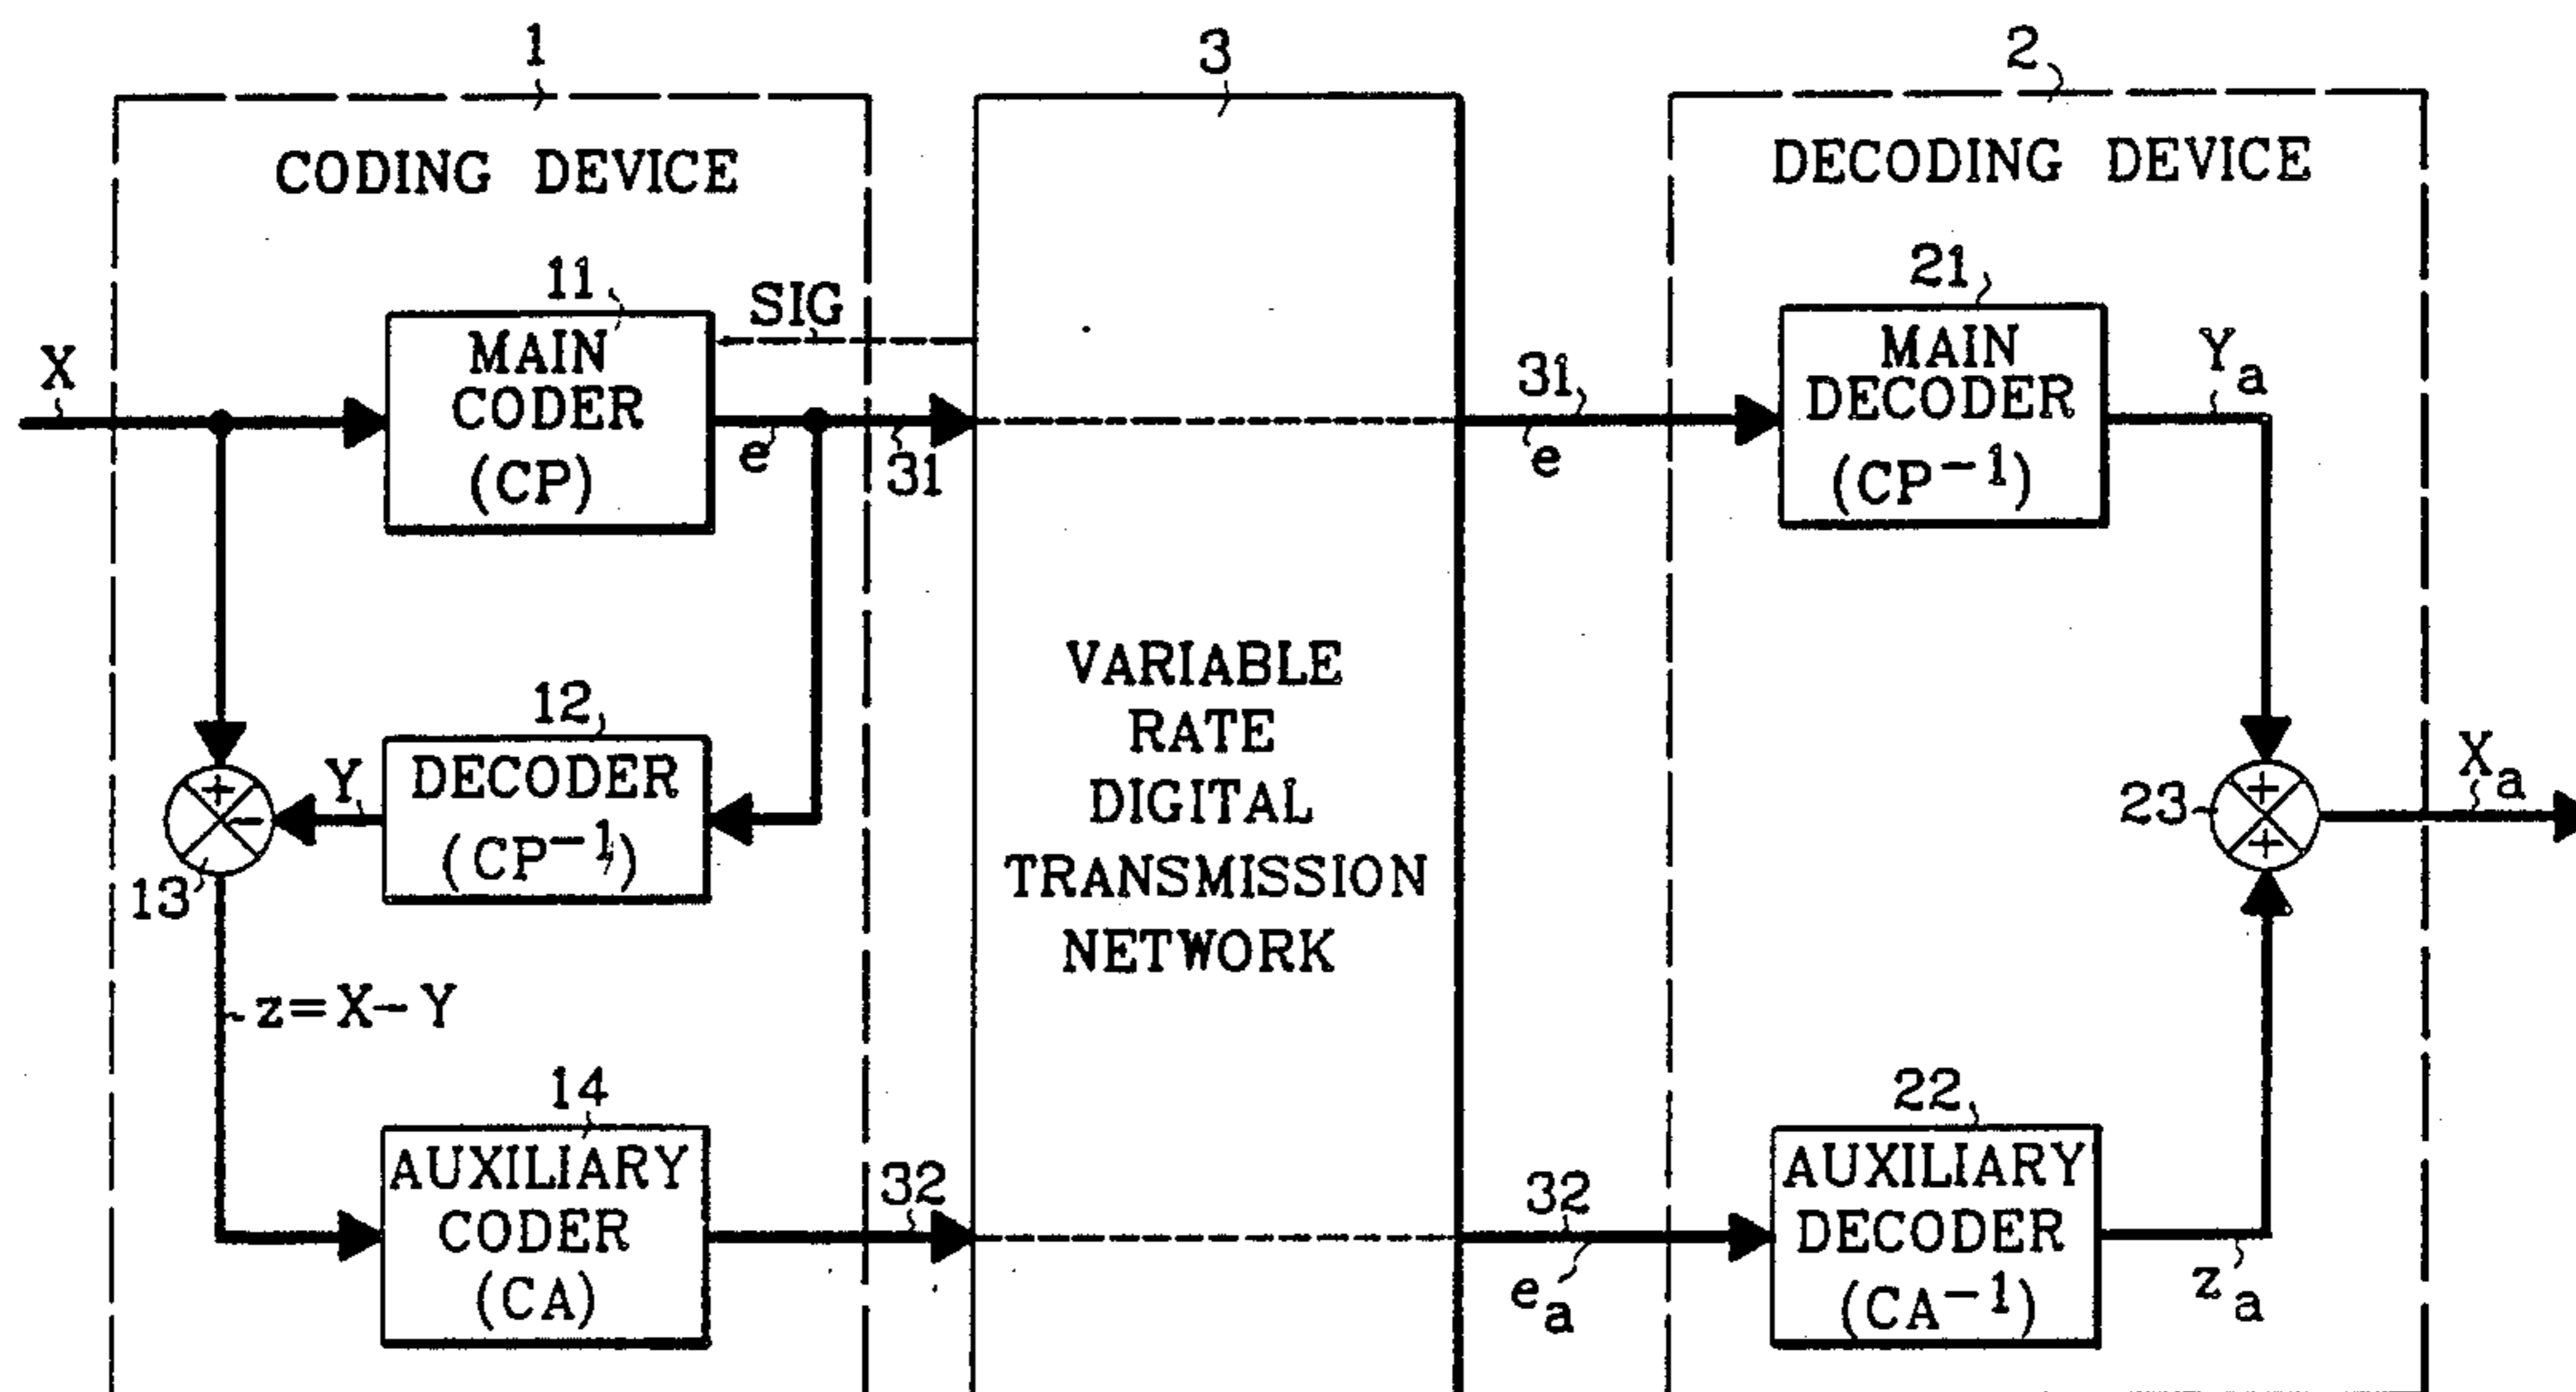 1
3
2
CODING DEVICE
DECODING DEVICE
11
SIG
21
X
MAIN
CODER
(CP)
e
31
31
e
MAIN
DECODER
(CP⁻¹)
Yₐ
12
Y
DECODER
(CP⁻¹)
+
−
13
VARIABLE
RATE
DIGITAL
TRANSMISSION
NETWORK
23
+
+
Xₐ
z=X−Y
14
AUXILIARY
CODER
(CA)
32
32
eₐ
22
AUXILIARY
DECODER
(CA⁻¹)
zₐ